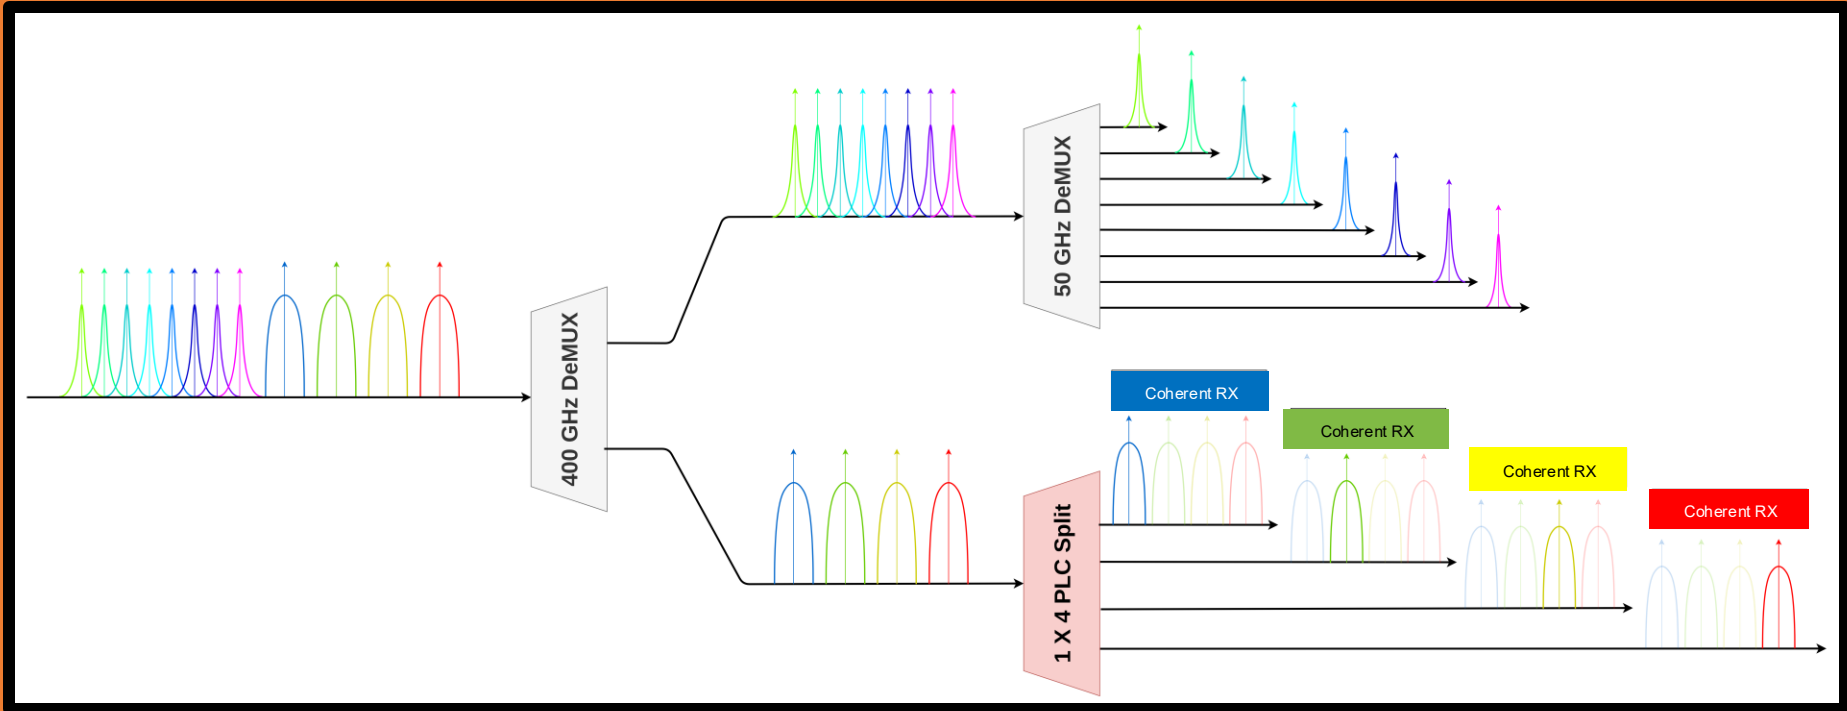 400 GHz DeMUX
50 GHz DeMUX
Coherent RX
Coherent RX
Coherent RX
Coherent RX
1 X 4 PLC Split